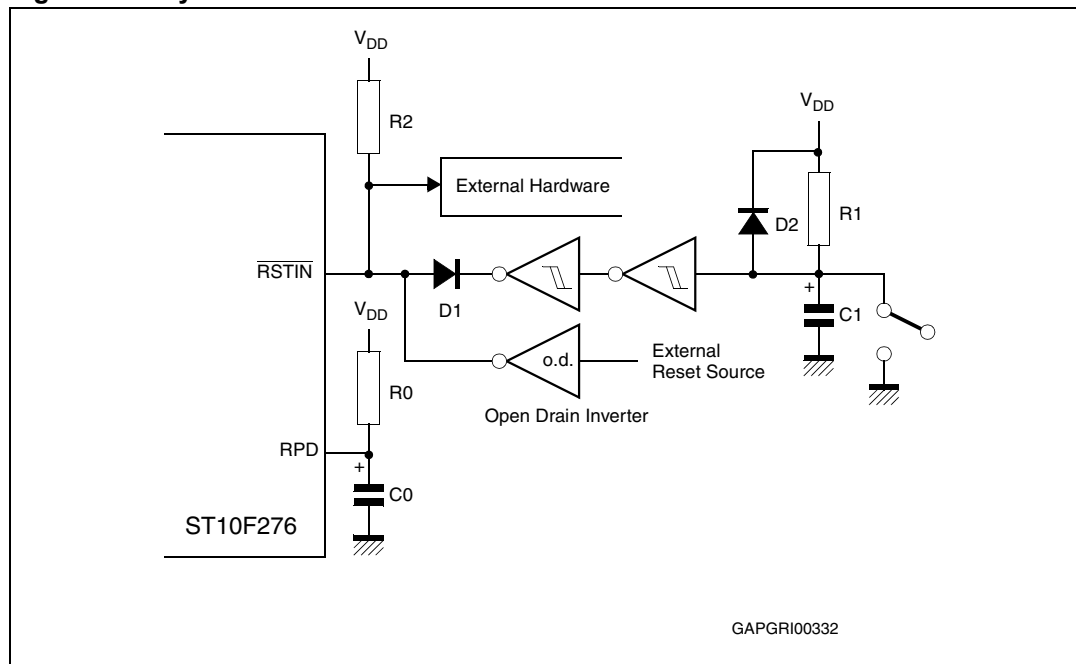 V_DD
R2
V_DD
External Hardware
D2
R1
RSTIN
D1
+
C1
V_DD
o.d.
External
Reset Source
R0
Open Drain Inverter
RPD
+
C0
ST10F276
GAPGRI00332